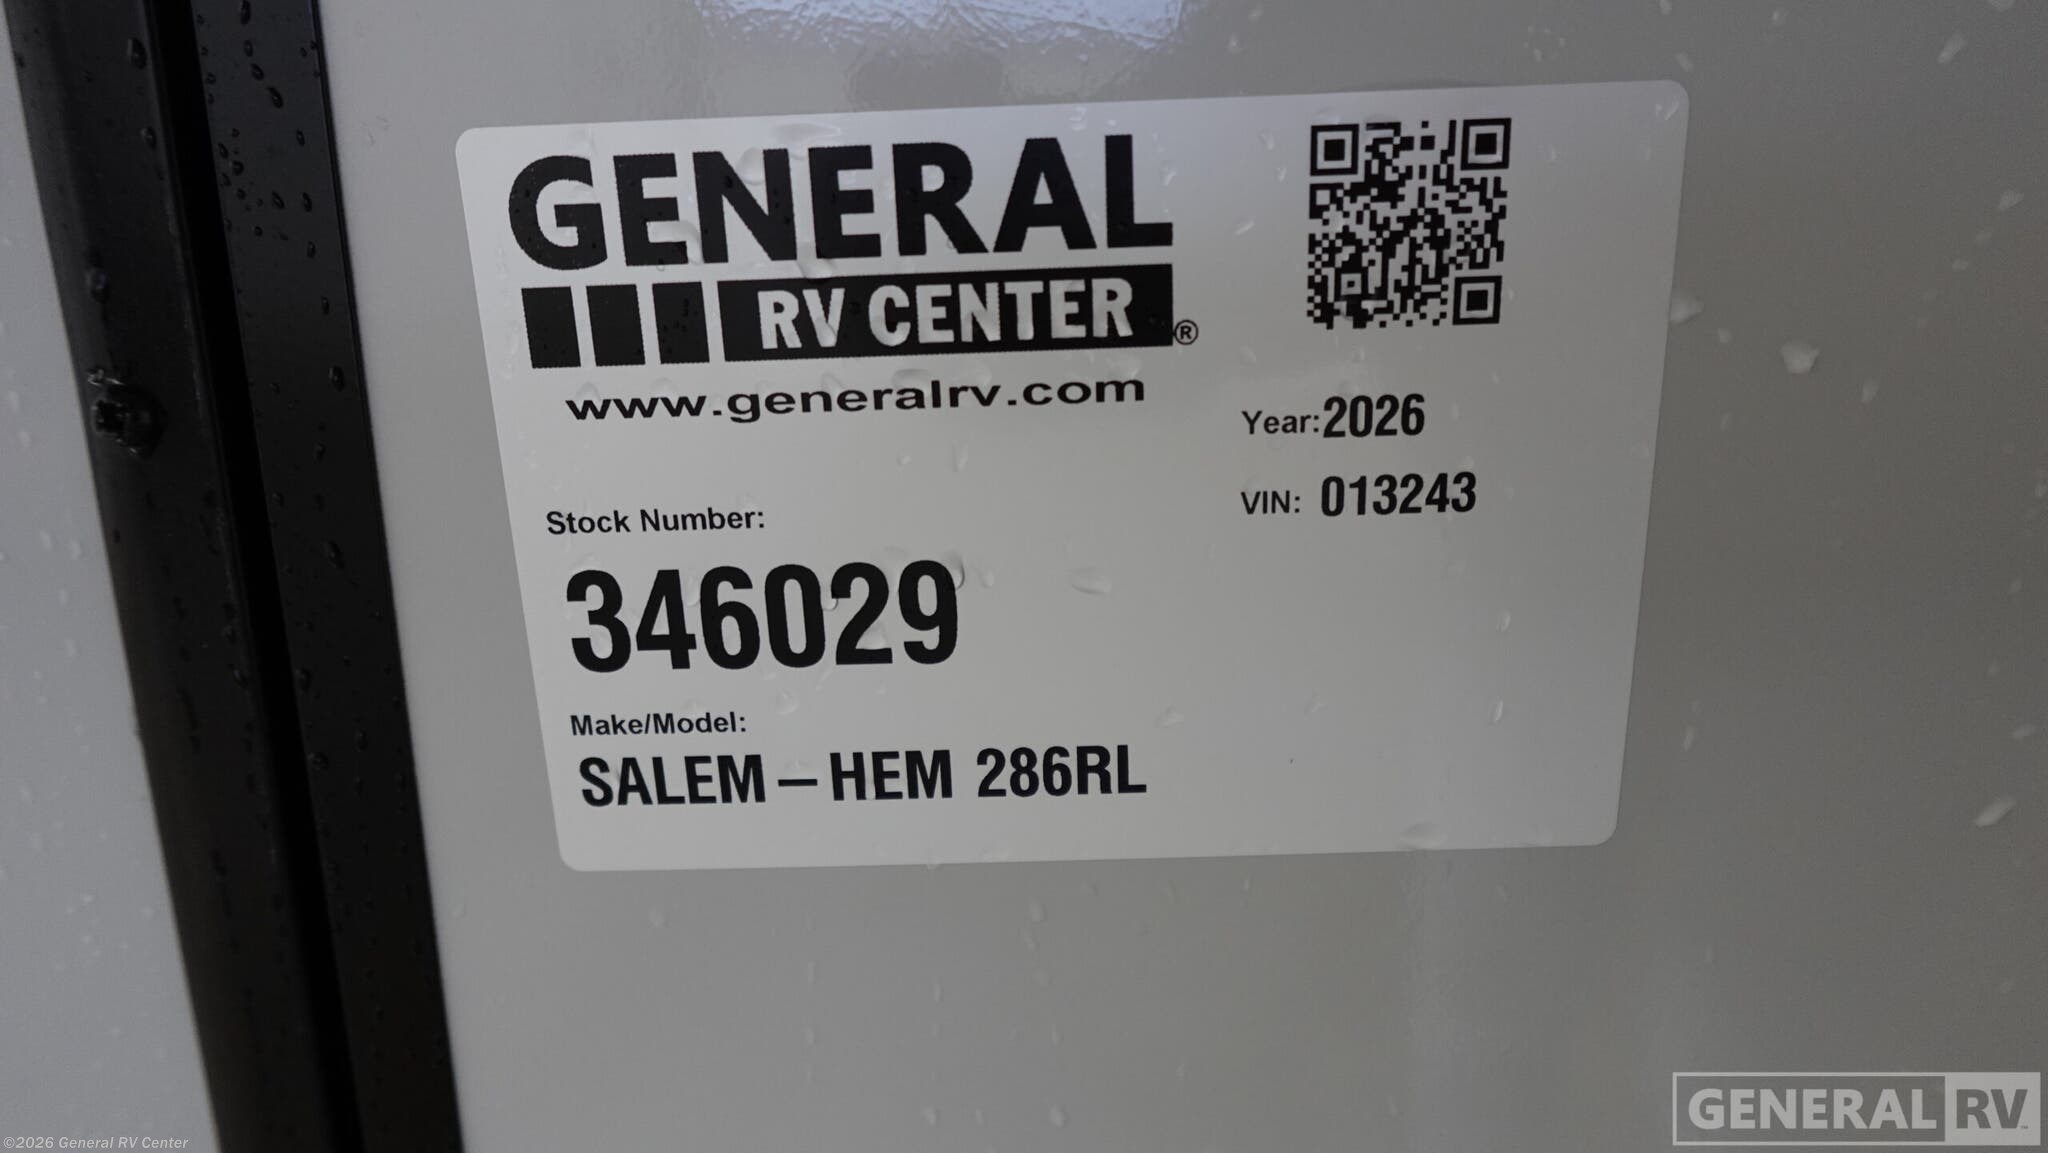 GENERAL
RV CENTER®
www.generalrv.com
Year: 2026
VIN: 013243
Stock Number:
346029
Make/Model:
SALEM – HEM 286RL
GENERAL RV™
©2026 General RV Center